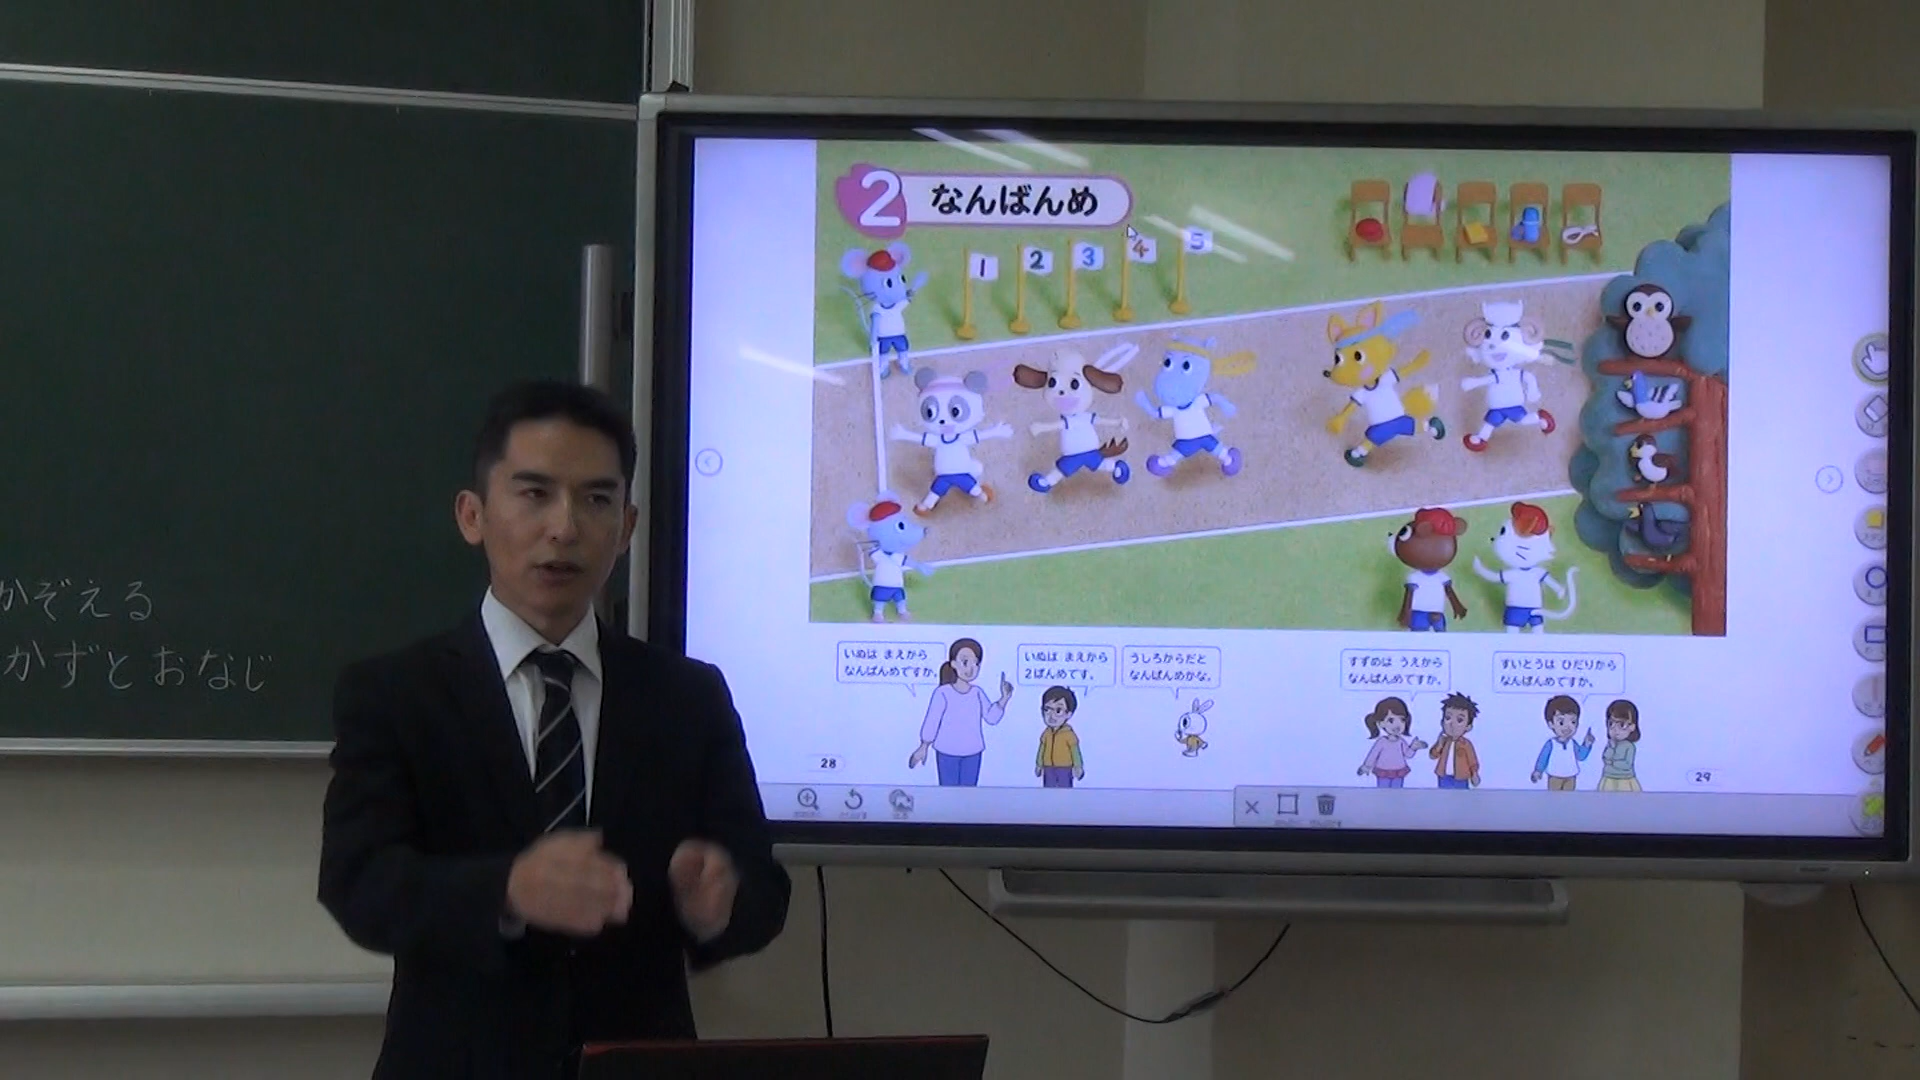 かぞえる
かずとおなじ
2 なんばんめ
1 2 3 4 5
いぬは まえから
なんばんめですか。
いぬは まえから
2ばんめです。
うしろからだと
なんばんめかな。
すずめは うえから
なんばんめですか。
すいとうは ひだりから
なんばんめですか。
28
29